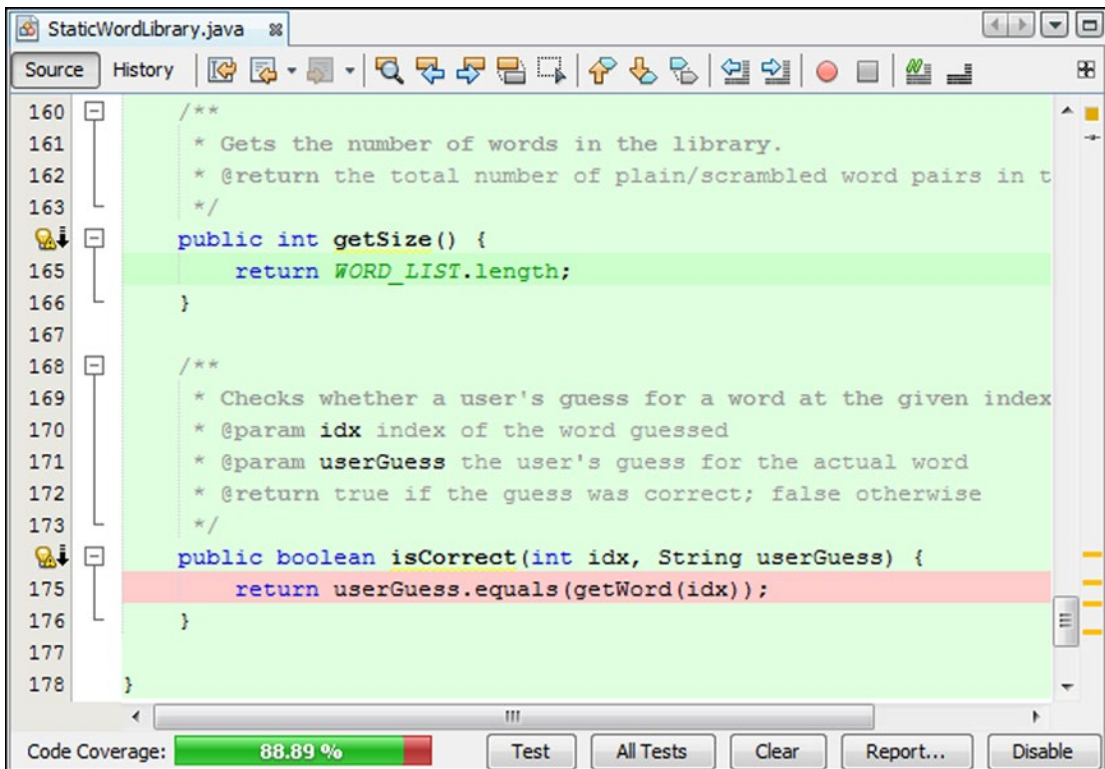 StaticWordLibrary.java
Source History
160 /**
161 * Gets the number of words in the library.
162 * @return the total number of plain/scrambled word pairs in t
163 */
public int getSize() {
165 return WORD_LIST.length;
166 }
167
168 /**
169 * Checks whether a user's guess for a word at the given index
170 * @param idx index of the word guessed
171 * @param userGuess the user's guess for the actual word
172 * @return true if the guess was correct; false otherwise
173 */
public boolean isCorrect(int idx, String userGuess) {
175 return userGuess.equals(getWord(idx));
176 }
177
178 }
Code Coverage: 88.89 % Test All Tests Clear Report... Disable